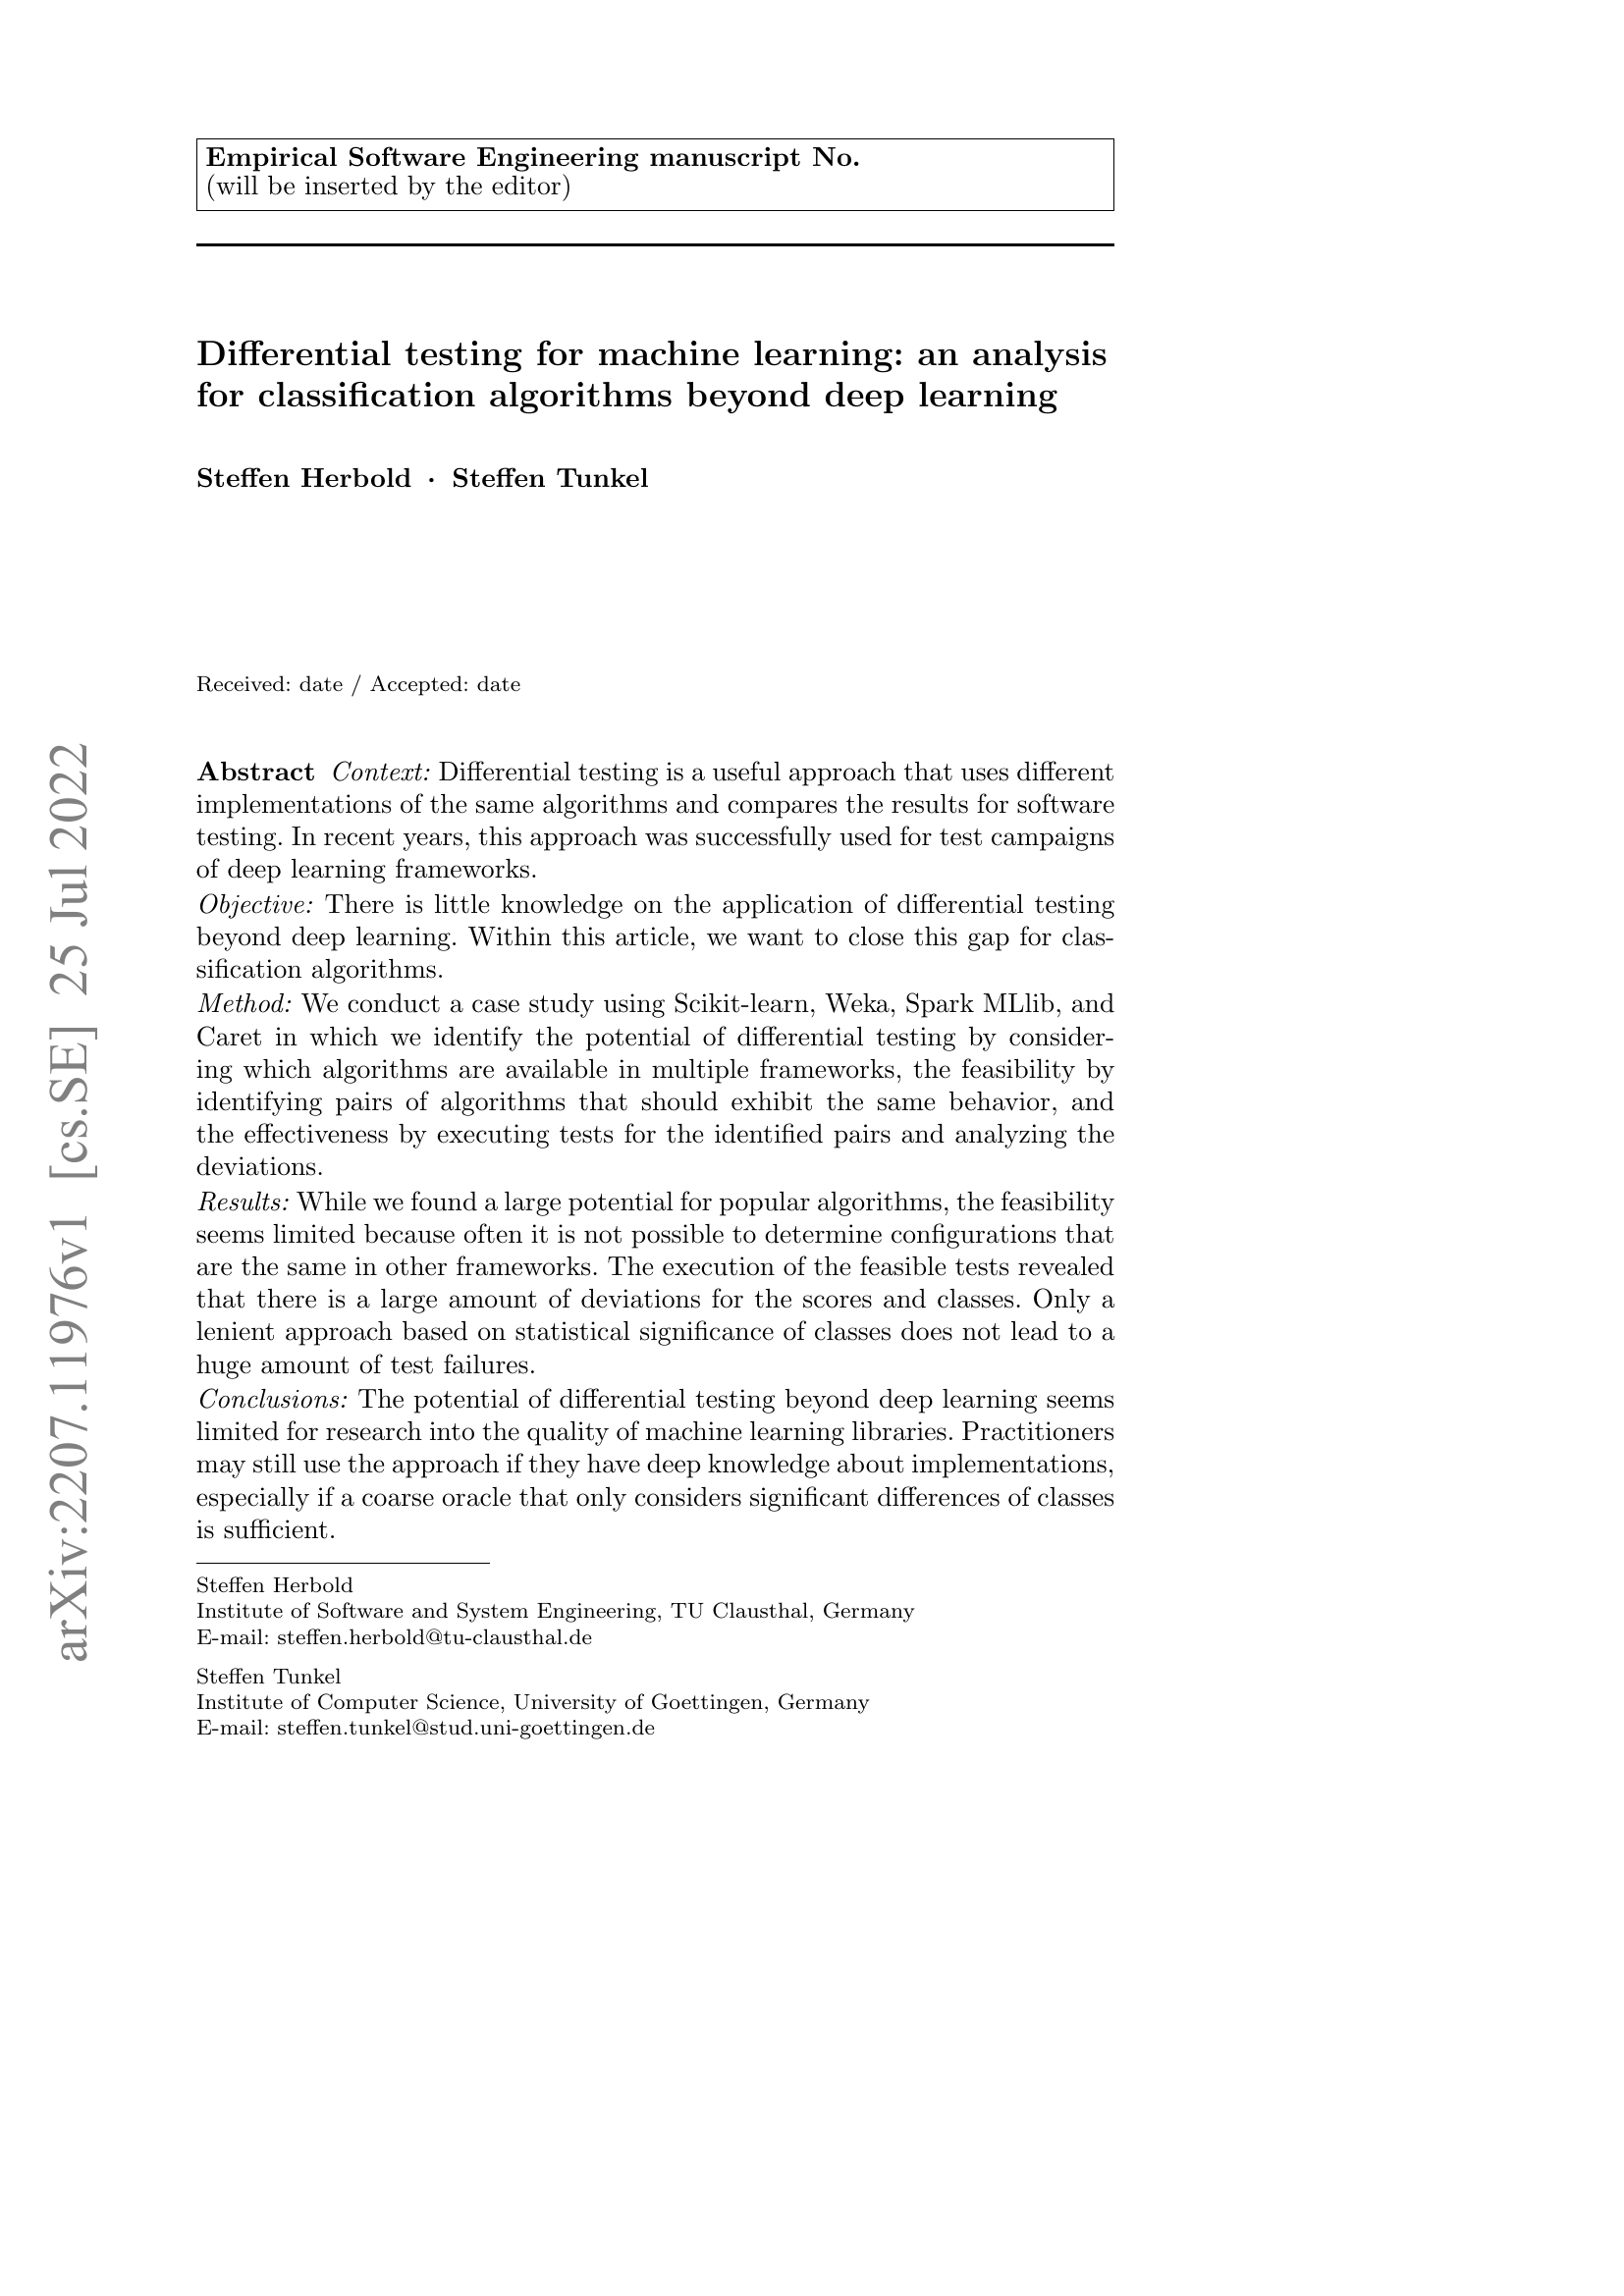 Empirical Software Engineering manuscript No.
(will be inserted by the editor)
Differential testing for machine learning: an analysis
for classification algorithms beyond deep learning
Steffen Herbold · Steffen Tunkel
Received: date / Accepted: date
Abstract Context: Differential testing is a useful approach that uses different
implementations of the same algorithms and compares the results for software
testing. In recent years, this approach was successfully used for test campaigns
of deep learning frameworks.
Objective: There is little knowledge on the application of differential testing
beyond deep learning. Within this article, we want to close this gap for clas-
sification algorithms.
Method: We conduct a case study using Scikit-learn, Weka, Spark MLlib, and
Caret in which we identify the potential of differential testing by consider-
ing which algorithms are available in multiple frameworks, the feasibility by
identifying pairs of algorithms that should exhibit the same behavior, and
the effectiveness by executing tests for the identified pairs and analyzing the
deviations.
Results: While we found a large potential for popular algorithms, the feasibility
seems limited because often it is not possible to determine configurations that
are the same in other frameworks. The execution of the feasible tests revealed
that there is a large amount of deviations for the scores and classes. Only a
lenient approach based on statistical significance of classes does not lead to a
huge amount of test failures.
Conclusions: The potential of differential testing beyond deep learning seems
limited for research into the quality of machine learning libraries. Practitioners
may still use the approach if they have deep knowledge about implementations,
especially if a coarse oracle that only considers significant differences of classes
is sufficient.
Steffen Herbold
Institute of Software and System Engineering, TU Clausthal, Germany
E-mail: steffen.herbold@tu-clausthal.de
Steffen Tunkel
Institute of Computer Science, University of Goettingen, Germany
E-mail: steffen.tunkel@stud.uni-goettingen.de
arXiv:2207.11976v1 [cs.SE] 25 Jul 2022